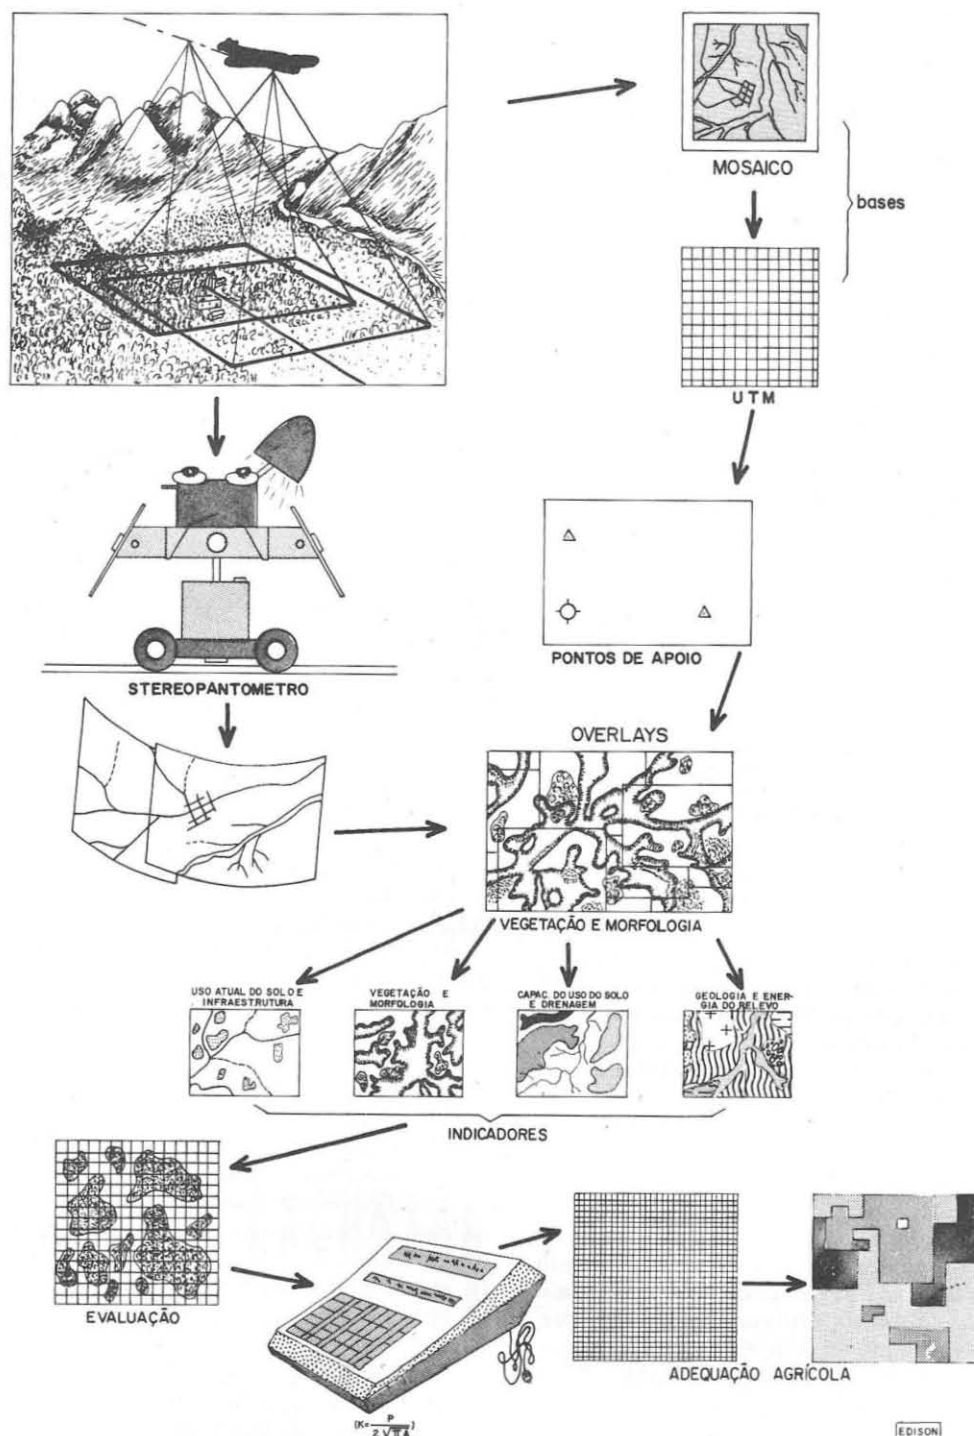 MOSAICO
bases
UTM
PONTOS DE APOIO
STEREOPANTOMETRO
OVERLAYS
VEGETAÇÃO E MORFOLOGIA
USO ATUAL DO SOLO E
INFRAESTRUTURA
VEGETAÇÃO E
MORFOLOGIA
CAPAC. DO USO DO SOLO
E DRENAGEM
GEOLOGIA E ENER-
GIA DO RELEVO
INDICADORES
EVALUAÇÃO
(K= P
2 √π A )
ADEQUAÇÃO AGRÍCOLA
EDISON